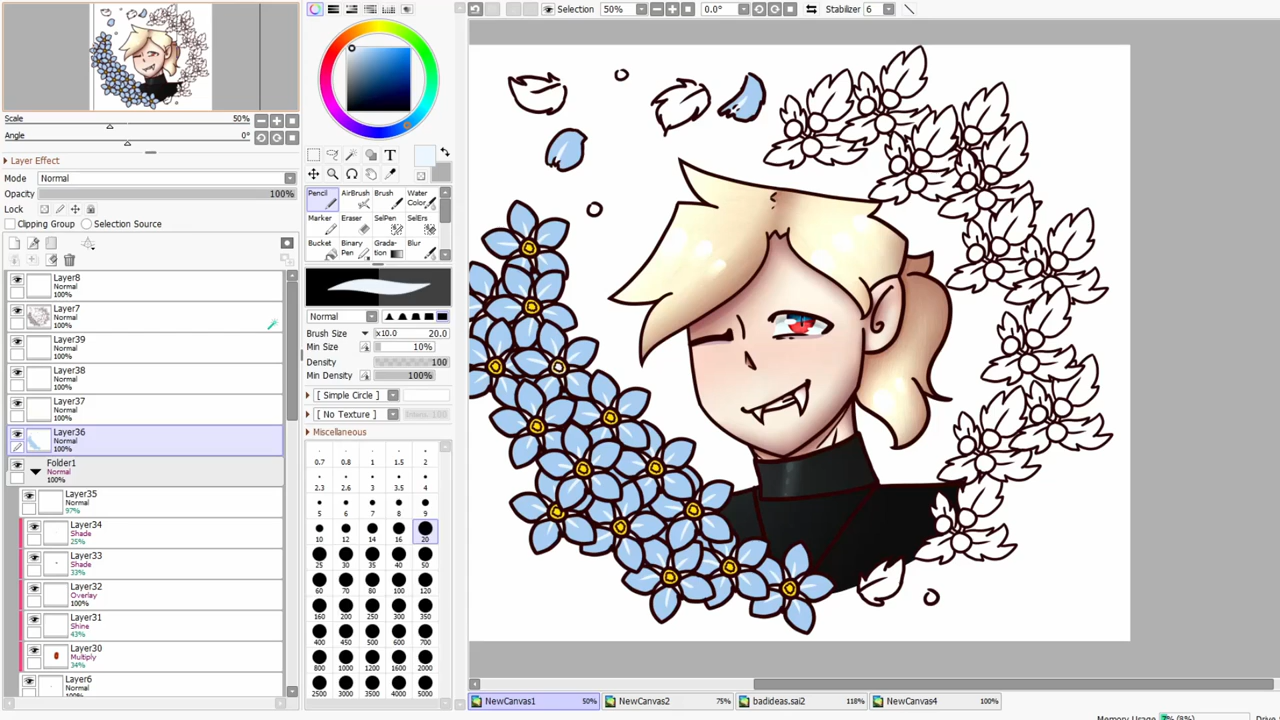 Selection 50% 0.0° Stabilizer 6
Scale 50%
Angle 0°
Layer Effect
Mode Normal
Opacity 100%
Lock
Clipping Group Selection Source
Layer8
Normal
100%
Layer7
Normal
100%
Layer39
Normal
100%
Layer38
Normal
100%
Layer37
Normal
100%
Layer36
Normal
100%
Folder1
Normal
100%
Layer35
Normal
97%
Layer34
Shade
25%
Layer33
Shade
33%
Layer32
Overlay
100%
Layer31
Shine
43%
Layer30
Multiply
34%
Layer6
Normal
T
Pencil AirBrush Brush Water Color
Marker Eraser SelPen SelErs
Bucket Binary Pen Grada-tion Blur
Normal
Brush Size x10.0 20.0
Min Size 10%
Density 100
Min Density 100%
[ Simple Circle ]
[ No Texture ]
Miscellaneous
0.7 0.8 1 1.5 2
2.3 2.6 3 3.5 4
5 6 7 8 9
10 12 14 16 20
25 30 35 40 50
60 70 80 100 120
160 200 250 300 350
400 450 500 600 700
800 1000 1200 1600 2000
2500 3000 3500 4000 5000
NewCanvas1 50% NewCanvas2 75% badideas.sai2 118% NewCanvas4 100%
Memory Usage 7% (8%) Drive